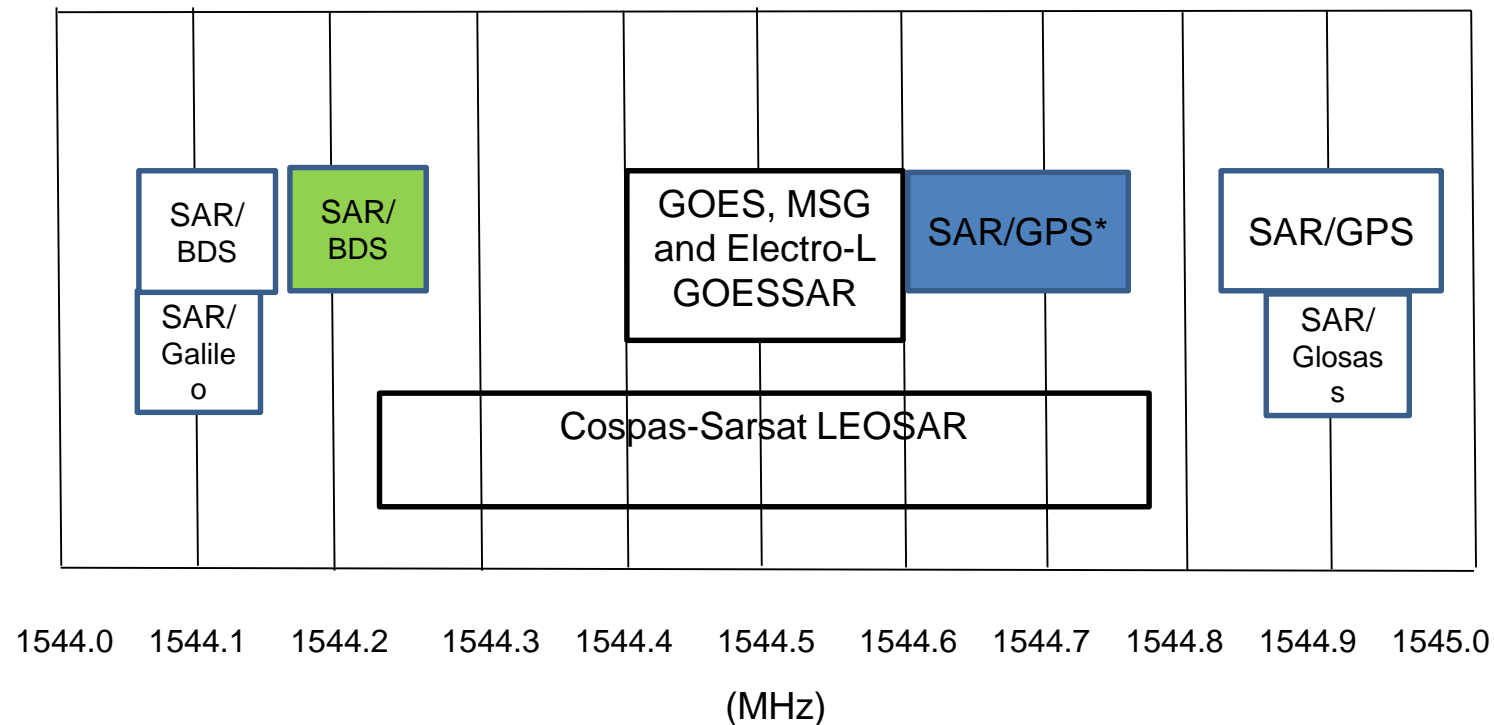 SAR/
BDS
SAR/
BDS
GOES, MSG
and Electro-L
GOESSAR
SAR/GPS*
SAR/GPS
SAR/
Galile
o
SAR/
Glosas
s
Cospas-Sarsat LEOSAR
1544.0 1544.1 1544.2 1544.3 1544.4 1544.5 1544.6 1544.7 1544.8 1544.9 1545.0
(MHz)